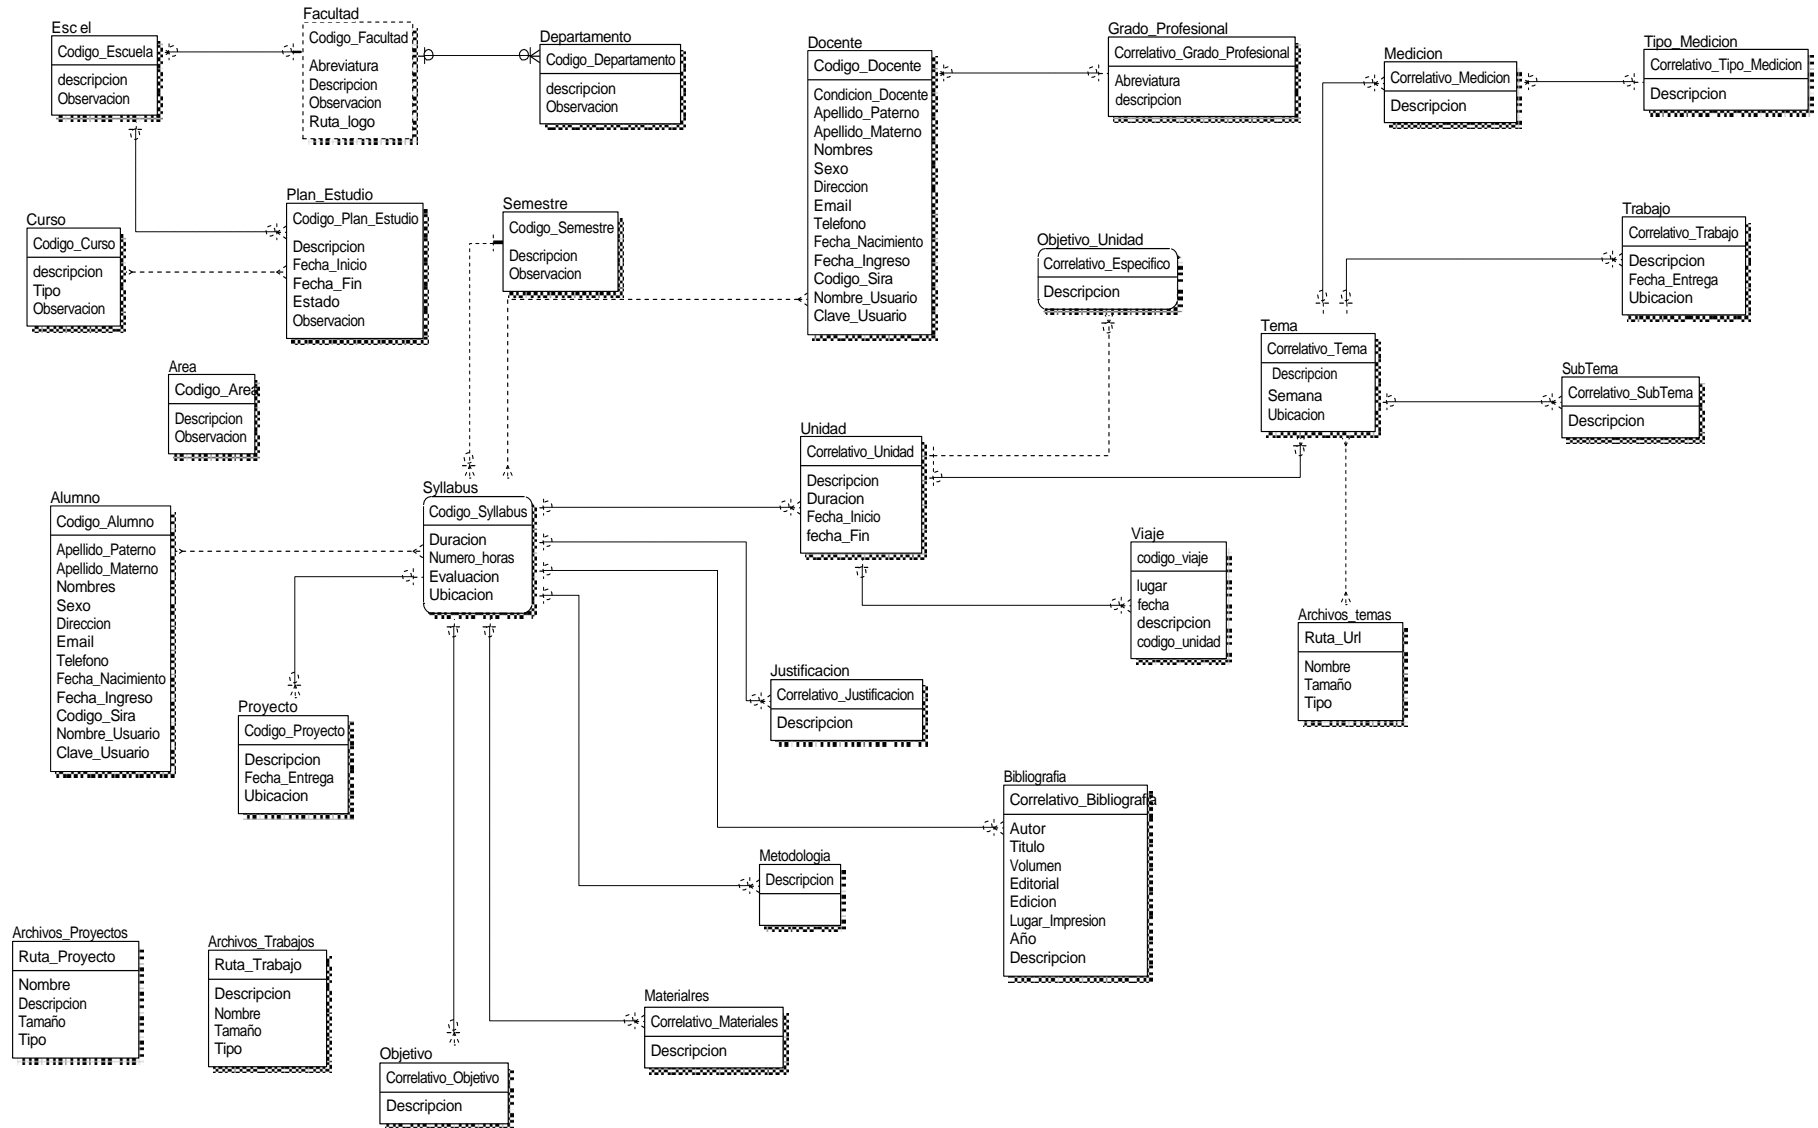 Esc el
Codigo_Escuela
descripcion
Observacion
Facultad
Codigo_Facultad
Abreviatura
Descripcion
Observacion
Ruta_logo
Departamento
Codigo_Departamento
descripcion
Observacion
Docente
Codigo_Docente
Condicion_Docente
Apellido_Paterno
Apellido_Materno
Nombres
Sexo
Direccion
Email
Telefono
Fecha_Nacimiento
Fecha_Ingreso
Codigo_Sira
Nombre_Usuario
Clave_Usuario
Grado_Profesional
Correlativo_Grado_Profesional
Abreviatura
descripcion
Medicion
Correlativo_Medicion
Descripcion
Tipo_Medicion
Correlativo_Tipo_Medicion
Descripcion
Curso
Codigo_Curso
descripcion
Tipo
Observacion
Plan_Estudio
Codigo_Plan_Estudio
Descripcion
Fecha_Inicio
Fecha_Fin
Estado
Observacion
Semestre
Codigo_Semestre
Descripcion
Observacion
Objetivo_Unidad
Correlativo_Especifico
Descripcion
Trabajo
Correlativo_Trabajo
Descripcion
Fecha_Entrega
Ubicacion
Tema
Correlativo_Tema
Descripcion
Semana
Ubicacion
SubTema
Correlativo_SubTema
Descripcion
Area
Codigo_Area
Descripcion
Observacion
Unidad
Correlativo_Unidad
Descripcion
Duracion
Fecha_Inicio
fecha_Fin
Syllabus
Codigo_Syllabus
Duracion
Numero_horas
Evaluacion
Ubicacion
Alumno
Codigo_Alumno
Apellido_Paterno
Apellido_Materno
Nombres
Sexo
Direccion
Email
Telefono
Fecha_Nacimiento
Fecha_Ingreso
Codigo_Sira
Nombre_Usuario
Clave_Usuario
Viaje
codigo_viaje
lugar
fecha
descripcion
codigo_unidad
Archivos_temas
Ruta_Url
Nombre
Tamaño
Tipo
Justificacion
Correlativo_Justificacion
Descripcion
Proyecto
Codigo_Proyecto
Descripcion
Fecha_Entrega
Ubicacion
Bibliografia
Correlativo_Bibliografia
Autor
Titulo
Volumen
Editorial
Edicion
Lugar_Impresion
Año
Descripcion
Metodologia
Descripcion
Archivos_Proyectos
Ruta_Proyecto
Nombre
Descripcion
Tamaño
Tipo
Archivos_Trabajos
Ruta_Trabajo
Descripcion
Nombre
Tamaño
Tipo
Materialres
Correlativo_Materiales
Descripcion
Objetivo
Correlativo_Objetivo
Descripcion